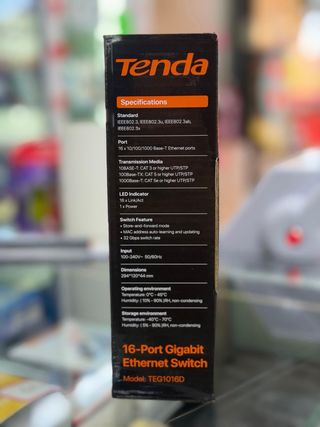 Tenda
Specifications
Standard
IEEE802.3, IEEE802.3u, IEEE802.3ab,
IEEE802.3x
Port
16 x 10/100/1000 Base-T Ethernet ports
Transmission Media
10BASE-T: CAT 3 or higher UTP/STP
100Base-TX: CAT 5 or higher UTP/STP
1000Base-T: CAT 5e or higher UTP/STP
LED Indicator
16 x Link/Act
1 x Power
Switch Feature
• Store-and-forward mode
• MAC address auto-learning and updating
• 32 Gbps switch rate
Input
100-240V~ 50/60Hz
Dimensions
294*120*44 mm
Operating environment
Temperature: 0℃ - 45℃
Humidity: ( 10% - 90% )RH, non-condensing
Storage environment
Temperature: -40℃ - 70℃
Humidity: ( 5% - 90% )RH, non-condensing
16-Port Gigabit
Ethernet Switch
Model: TEG1016D